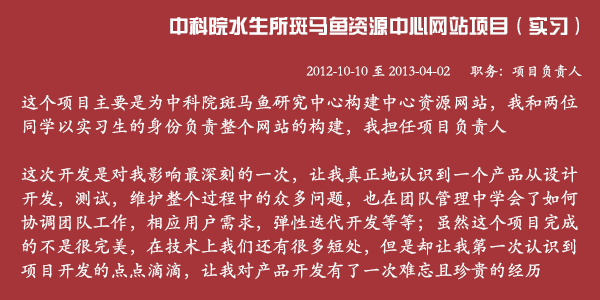 中科院水生所斑马鱼资源中心网站项目（实习）
2012-10-10 至 2013-04-02 职务：项目负责人
这个项目主要是为中科院斑马鱼研究中心构建中心资源网站，我和两位
同学以实习生的身份负责整个网站的构建，我担任项目负责人
这次开发是对我影响最深刻的一次，让我真正地认识到一个产品从设计
开发，测试，维护整个过程中的众多问题，也在团队管理中学会了如何
协调团队工作，相应用户需求，弹性迭代开发等等；虽然这个项目完成
的不是很完美，在技术上我们还有很多短处，但是却让我第一次认识到
项目开发的点点滴滴，让我对产品开发有了一次难忘且珍贵的经历